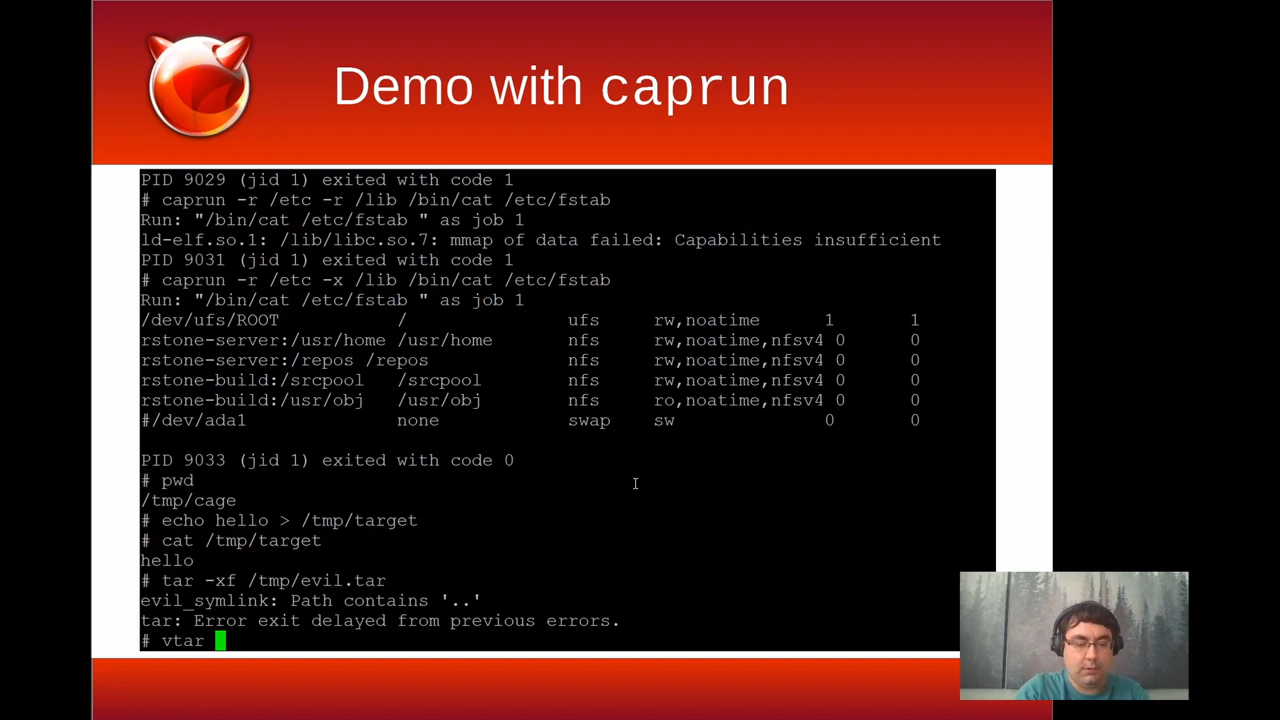 Demo with caprun
PID 9029 (jid 1) exited with code 1
# caprun -r /etc -r /lib /bin/cat /etc/fstab
Run: "/bin/cat /etc/fstab " as job 1
ld-elf.so.1: /lib/libc.so.7: mmap of data failed: Capabilities insufficient
PID 9031 (jid 1) exited with code 1
# caprun -r /etc -x /lib /bin/cat /etc/fstab
Run: "/bin/cat /etc/fstab " as job 1
/dev/ufs/ROOT / ufs rw,noatime 1 1
rstone-server:/usr/home /usr/home nfs rw,noatime,nfsv4 0 0
rstone-server:/repos /repos nfs rw,noatime,nfsv4 0 0
rstone-build:/srcpool /srcpool nfs rw,noatime,nfsv4 0 0
rstone-build:/usr/obj /usr/obj nfs ro,noatime,nfsv4 0 0
#/dev/ada1 none swap sw 0 0
PID 9033 (jid 1) exited with code 0
# pwd
/tmp/cage
# echo hello > /tmp/target
# cat /tmp/target
hello
# tar -xf /tmp/evil.tar
evil_symlink: Path contains '..'
tar: Error exit delayed from previous errors.
# vtar